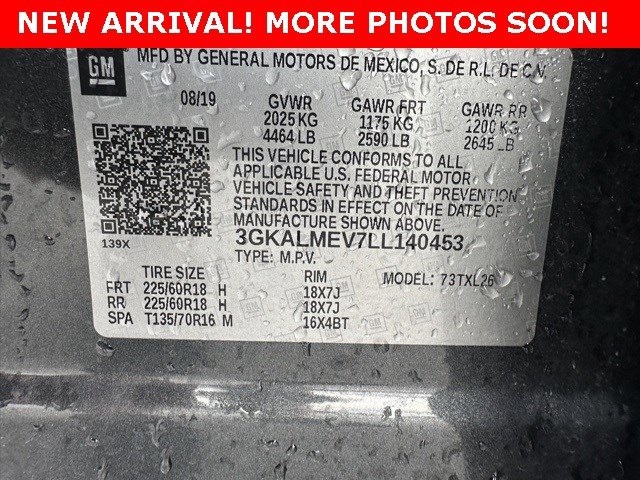 NEW ARRIVAL! MORE PHOTOS SOON!
GM
MFD BY GENERAL MOTORS DE MEXICO, S. DE R.L. DE C.V.
08/19 GVWR GAWR FRT GAWR RR
2025 KG 1175 KG 1200 KG
4464 LB 2590 LB 2645 LB
THIS VEHICLE CONFORMS TO ALL
APPLICABLE U.S. FEDERAL MOTOR
VEHICLE SAFETY AND THEFT PREVENTION
STANDARDS IN EFFECT ON THE DATE OF
MANUFACTURE SHOWN ABOVE.
139X 3GKALMEV7LL140453
TYPE: M.P.V. MODEL: 73TXL26
TIRE SIZE RIM
FRT 225/60R18 H 18X7J
RR 225/60R18 H 18X7J
SPA T135/70R16 M 16X4BT